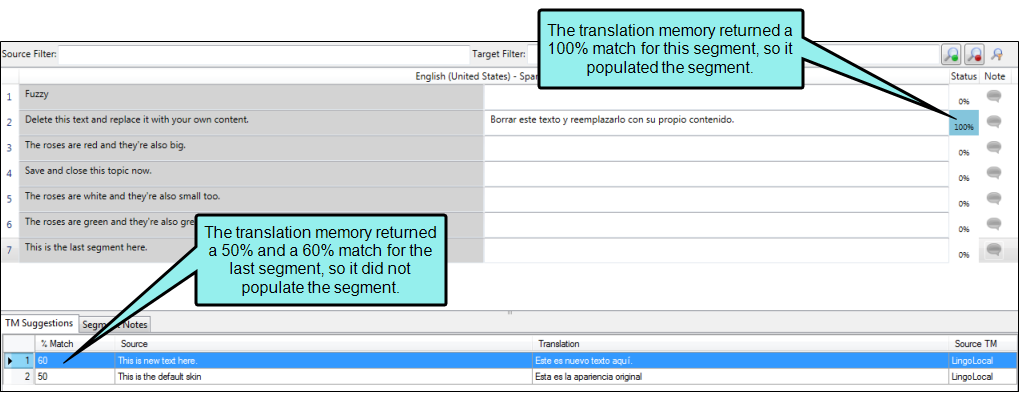 The translation memory returned a
100% match for this segment, so it
populated the segment.
Source Filter: Target Filter:
English (United States) - Spa
Status Note
1 Fuzzy 0%
2 Delete this text and replace it with your own content. Borrar este texto y reemplazarlo con su propio contenido. 100%
3 The roses are red and they're also big. 0%
4 Save and close this topic now. 0%
5 The roses are white and they're also small too. 0%
6 The roses are green and they're also gre 0%
7 This is the last segment here. 0%
The translation memory returned
a 50% and a 60% match for the
last segment, so it did not
populate the segment.
TM Suggestions Segment Notes
% Match Source Translation Source TM
1 60 This is new text here. Este es nuevo texto aquí. LingoLocal
2 50 This is the default skin Esta es la apariencia original LingoLocal